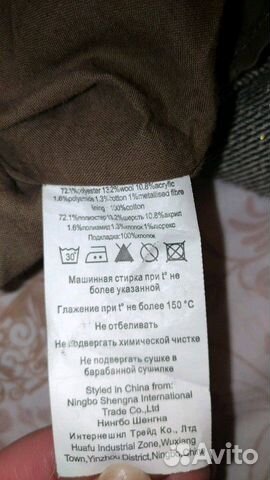 72.1%polyester 13.2%wool 10.8%acrylic
1.6%polyamide 1.3%cotton 1%metallised fibre
lining : 100%cotton
72.1%полиэстер 13.2%шерсть 10.8%акрил
1.6%полиамид 1.3%хлопок 1%люрекс
Подкладка:100%хлопок
30°
Машинная стирка при t° не
более указанной
Глажение при t° не более 150 °C
Не отбеливать
Не подвергать химической чистке
Не подвергать сушке в
барабанной сушилке
Styled in China from:
Ningbo Shengna International
Trade Co.,Ltd
Нингбо Шенгна
Интернешнл Трейд Ко., Лтд
Huafu Industrial Zone,Wuxiang
Town,Yinzhou District,Ningbo,China
Avito